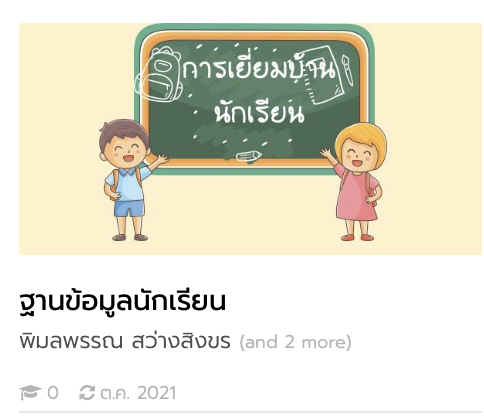 การเยี่ยมบ้าน
นักเรียน
ฐานข้อมูลนักเรียน
พิมลพรรณ สว่างสิงขร (and 2 more)
0 ต.ค. 2021